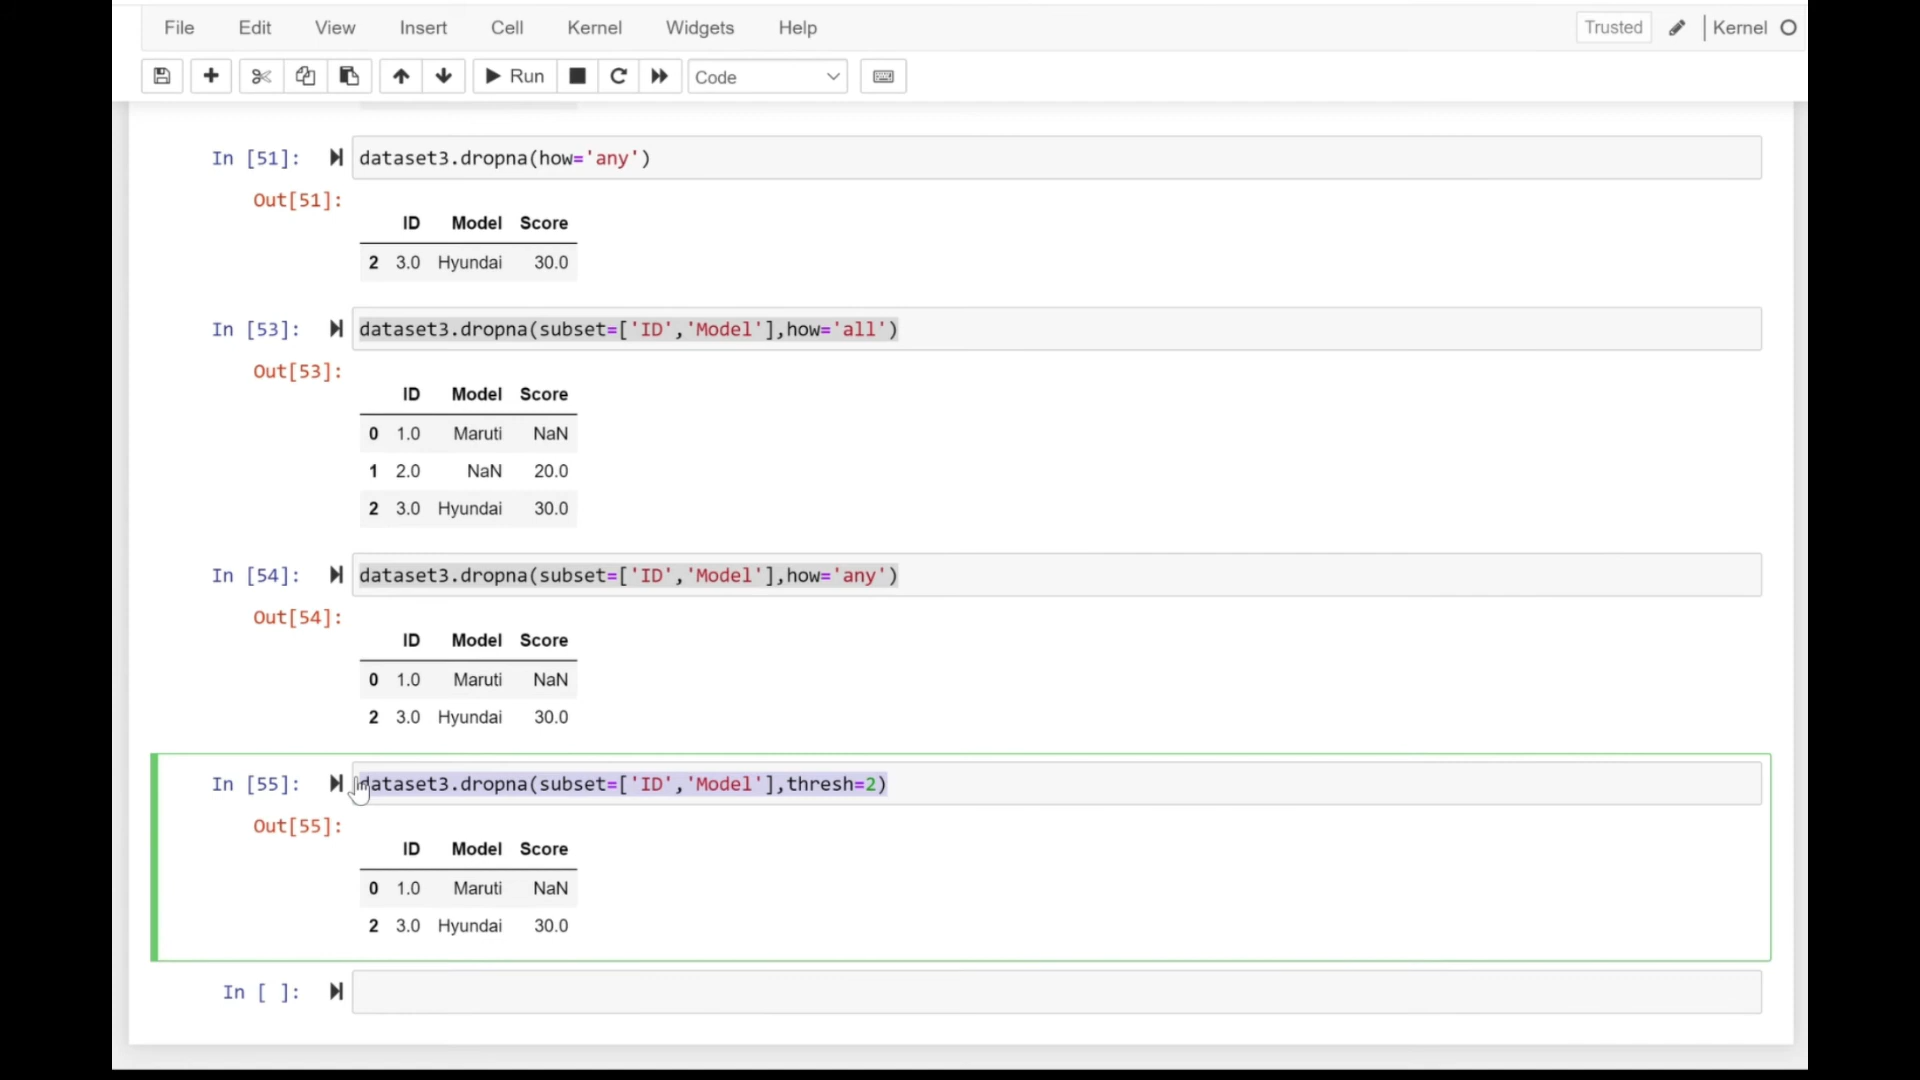 File Edit View Insert Cell Kernel Widgets Help Trusted Kernel
Run Code
In [51]: dataset3.dropna(how='any')
Out[51]:
ID Model Score
2 3.0 Hyundai 30.0
In [53]: dataset3.dropna(subset=['ID','Model'],how='all')
Out[53]:
ID Model Score
0 1.0 Maruti NaN
1 2.0 NaN 20.0
2 3.0 Hyundai 30.0
In [54]: dataset3.dropna(subset=['ID','Model'],how='any')
Out[54]:
ID Model Score
0 1.0 Maruti NaN
2 3.0 Hyundai 30.0
In [55]: dataset3.dropna(subset=['ID','Model'],thresh=2)
Out[55]:
ID Model Score
0 1.0 Maruti NaN
2 3.0 Hyundai 30.0
In [ ]: